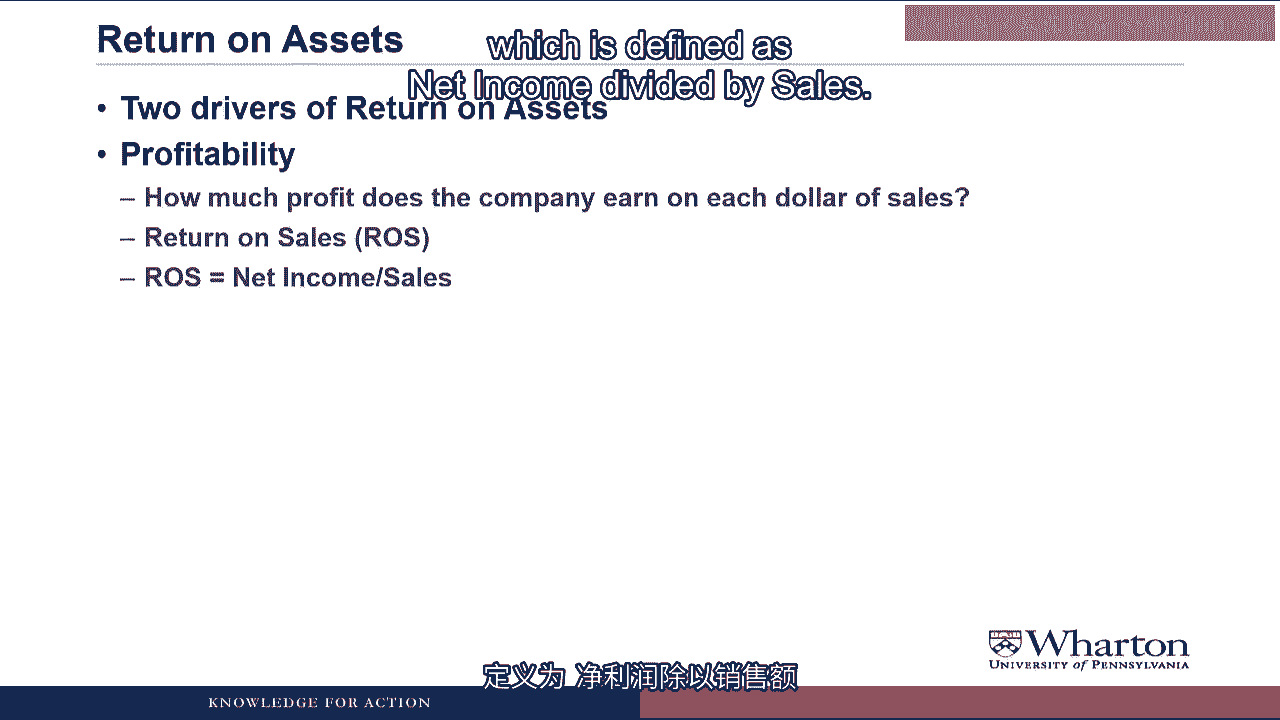 Return on Assets
which is defined as
Net Income divided by Sales.
• Two drivers of Return on Assets
• Profitability
– How much profit does the company earn on each dollar of sales?
– Return on Sales (ROS)
– ROS = Net Income/Sales
Wharton
UNIVERSITY of PENNSYLVANIA
定义为 净利润除以销售额
KNOWLEDGE FOR ACTION